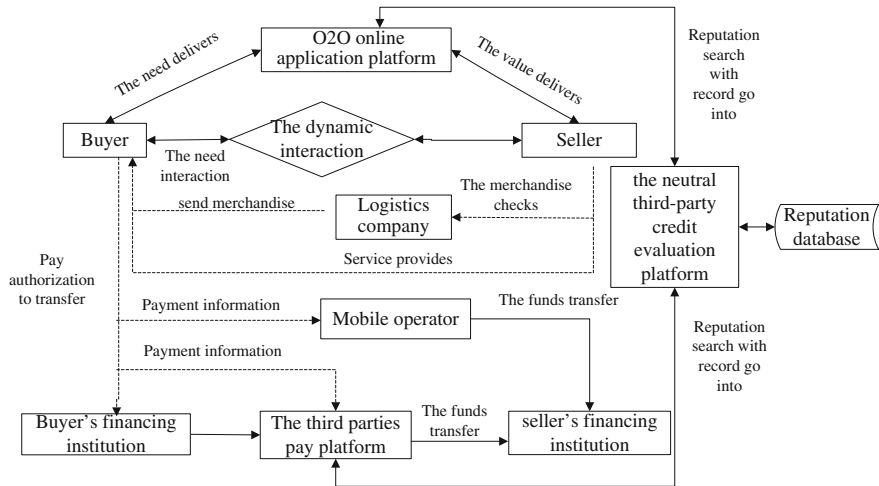 O2O online
application platform
Reputation
search
with
record go
into
The need delivers
The value delivers
Buyer
The dynamic
interaction
Seller
The need
interaction
the neutral
third-party
credit
evaluation
platform
Reputation
database
send merchandise
Logistics
company
The merchandise
checks
Service provides
Pay
authorization
to transfer
Payment information
Mobile operator
The funds transfer
Payment information
Reputation
search with
record go
into
Buyer's financing
institution
The third parties
pay platform
The funds
transfer
seller's financing
institution